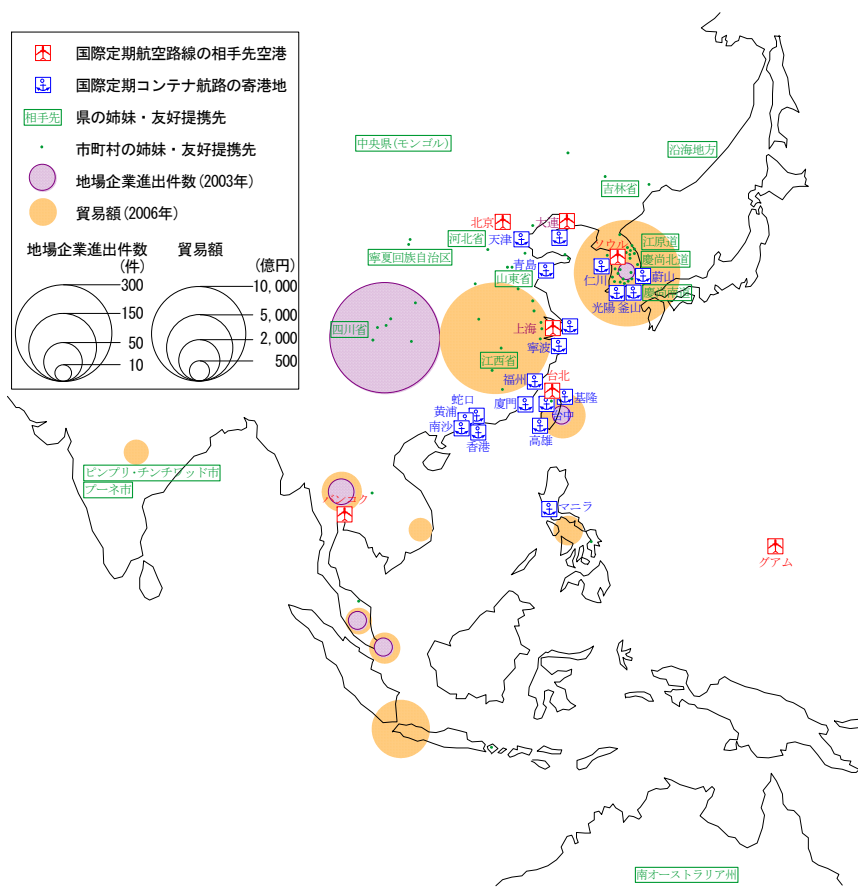 国際定期航空路線の相手先空港
国際定期コンテナ航路の寄港地
相手先 県の姉妹・友好提携先
市町村の姉妹・友好提携先
地場企業進出件数(2003年)
貿易額(2006年)
地場企業進出件数 貿易額
(件) (億円)
300 10,000
150 5,000
50 2,000
10 500
中央県(モンゴル)
沿海地方
吉林省
北京
大連
河北省
天津
寧夏回族自治区
青島
山東省
ソウル
江原道
慶尚北道
仁川
蔚山
慶尚南道
光陽
釜山
四川省
上海
寧波
江西省
福州
台北
基隆
台中
厦門
高雄
蛇口
黄浦
南沙
香港
ピンプリ・チンチワッド市
プーネ市
バンコク
マニラ
グアム
南オーストラリア州